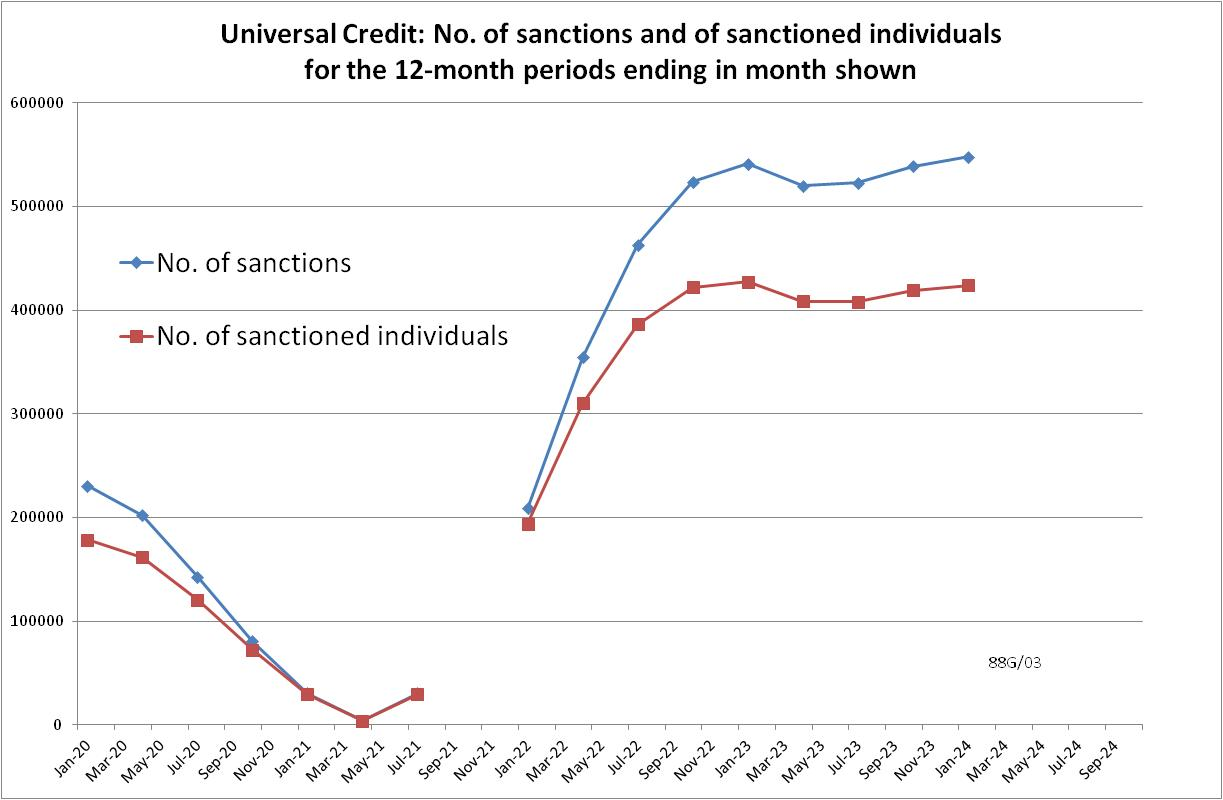 Universal Credit: No. of sanctions and of sanctioned individuals
for the 12-month periods ending in month shown
600000
500000
400000
300000
200000
100000
0
No. of sanctions
No. of sanctioned individuals
88G/03
Jan-20
Mar-20
May-20
Jul-20
Sep-20
Nov-20
Jan-21
Mar-21
May-21
Jul-21
Sep-21
Nov-21
Jan-22
Mar-22
May-22
Jul-22
Sep-22
Nov-22
Jan-23
Mar-23
May-23
Jul-23
Sep-23
Nov-23
Jan-24
Mar-24
May-24
Jul-24
Sep-24